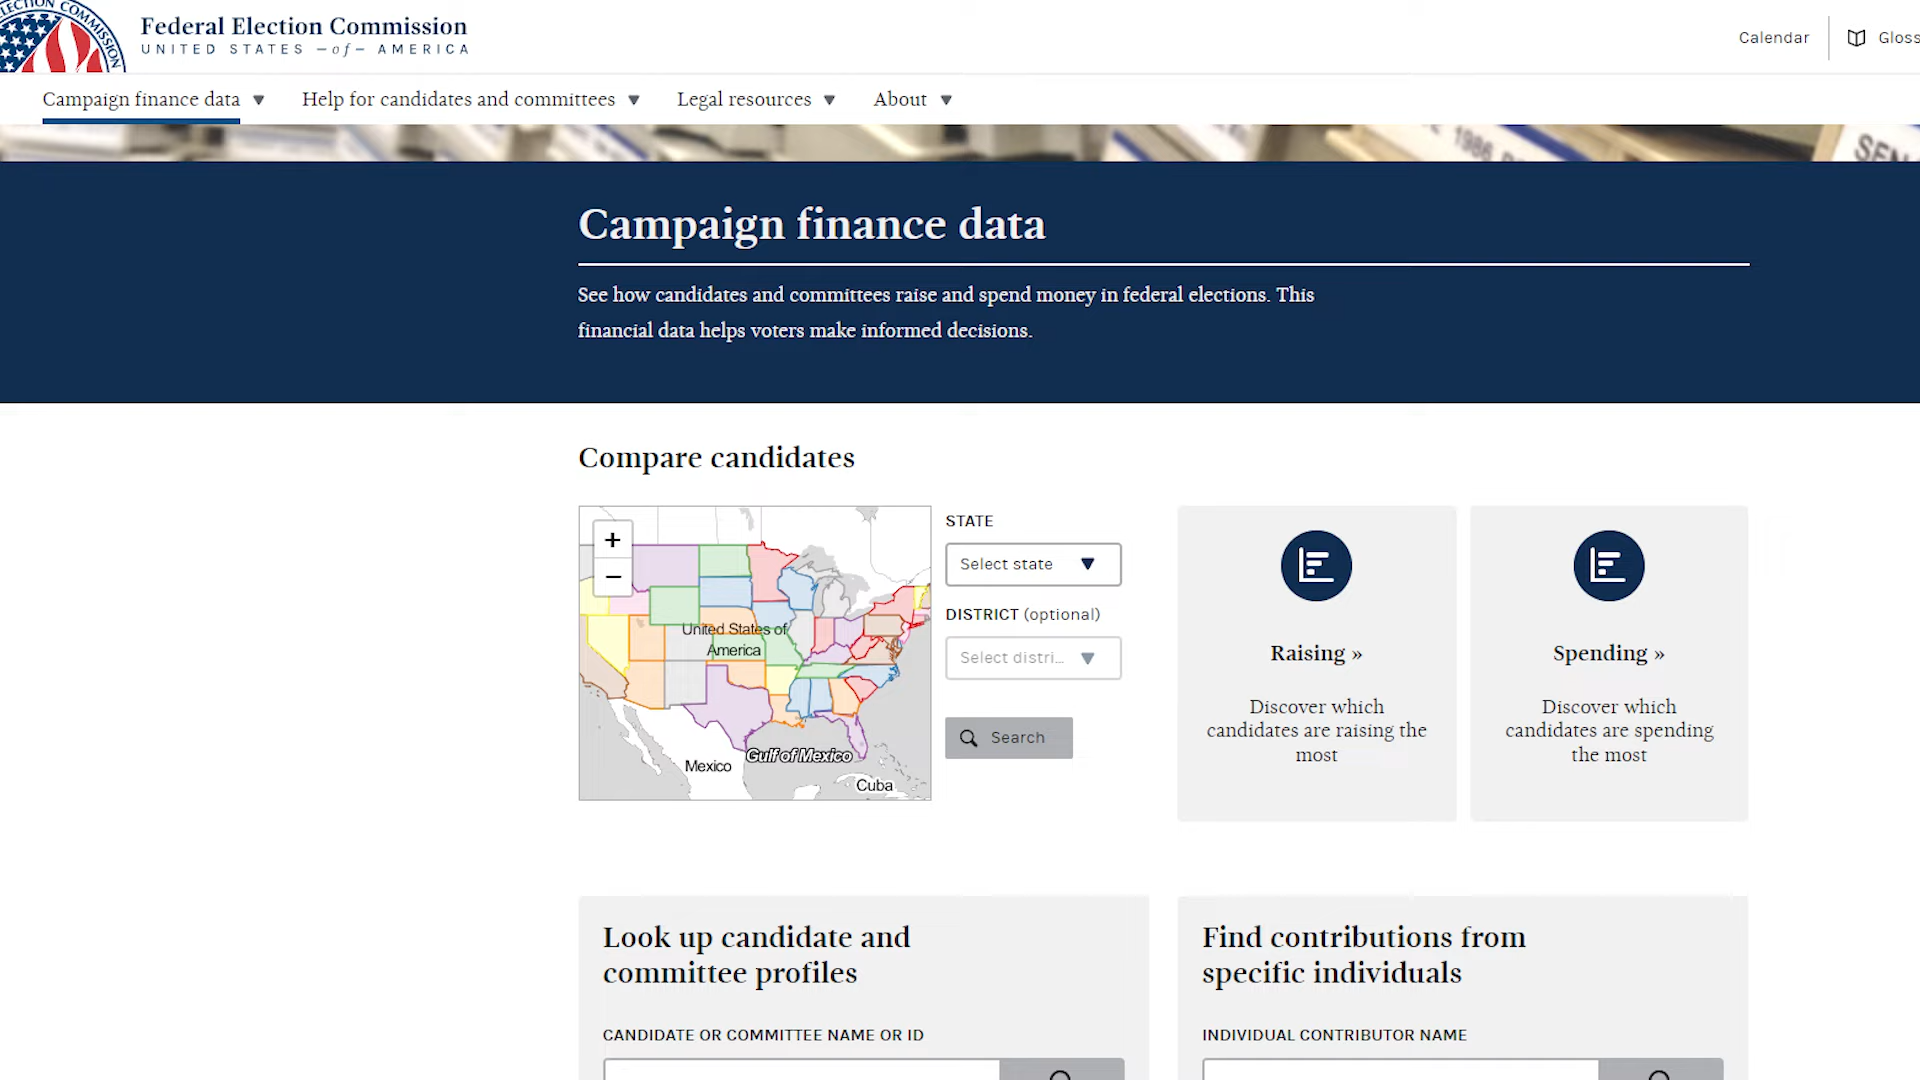 ELECTION COMMISSION
Federal Election Commission
UNITED STATES —of— AMERICA
Calendar
Gloss
Campaign finance data
Help for candidates and committees
Legal resources
About
1986
SEN
Campaign finance data
See how candidates and committees raise and spend money in federal elections. This
financial data helps voters make informed decisions.
Compare candidates
+
−
United States of
America
Gulf of Mexico
Mexico
Cuba
STATE
Select state
DISTRICT (optional)
Select distri...
Search
Raising »
Discover which
candidates are raising the
most
Spending »
Discover which
candidates are spending
the most
Look up candidate and
committee profiles
CANDIDATE OR COMMITTEE NAME OR ID
Find contributions from
specific individuals
INDIVIDUAL CONTRIBUTOR NAME